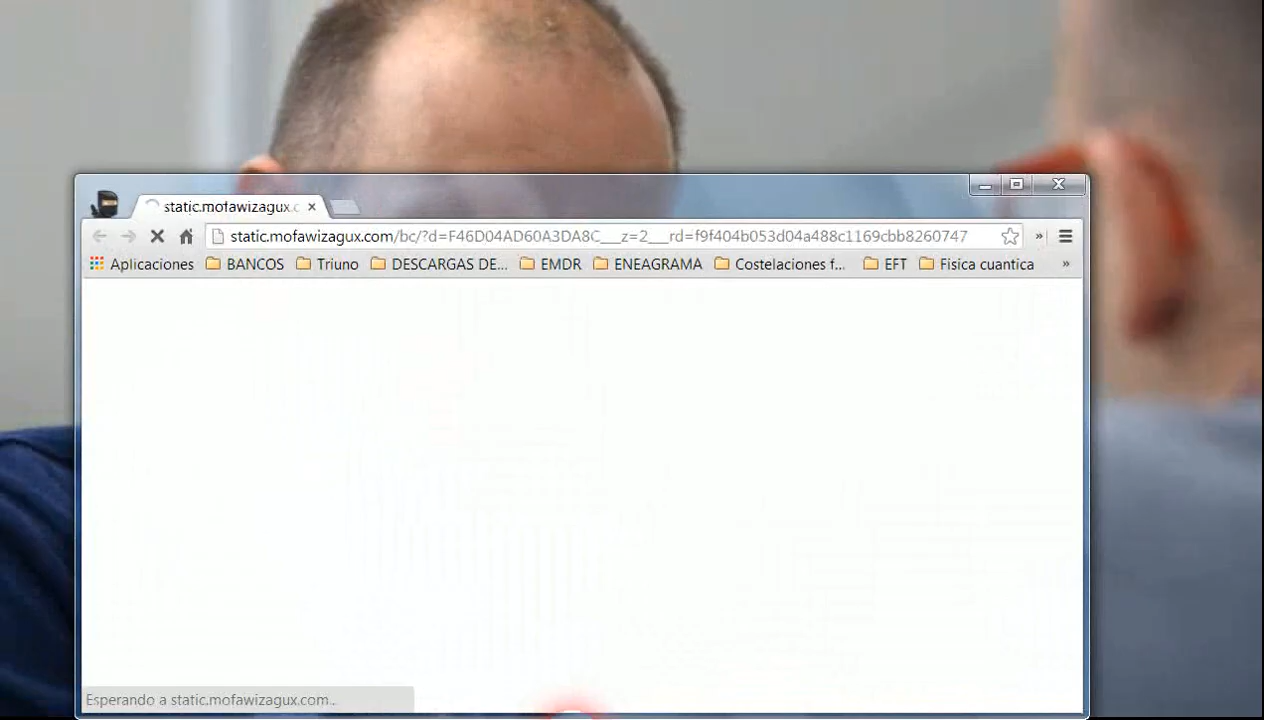 static.mofawizagux.c
static.mofawizagux.com/bc/?d=F46D04AD60A3DA8C___z=2___rd=f9f404b053d04a488c1169cbb8260747
Aplicaciones BANCOS Triuno DESCARGAS DE... EMDR ENEAGRAMA Costelaciones f... EFT Fisica cuantica
Esperando a static.mofawizagux.com...